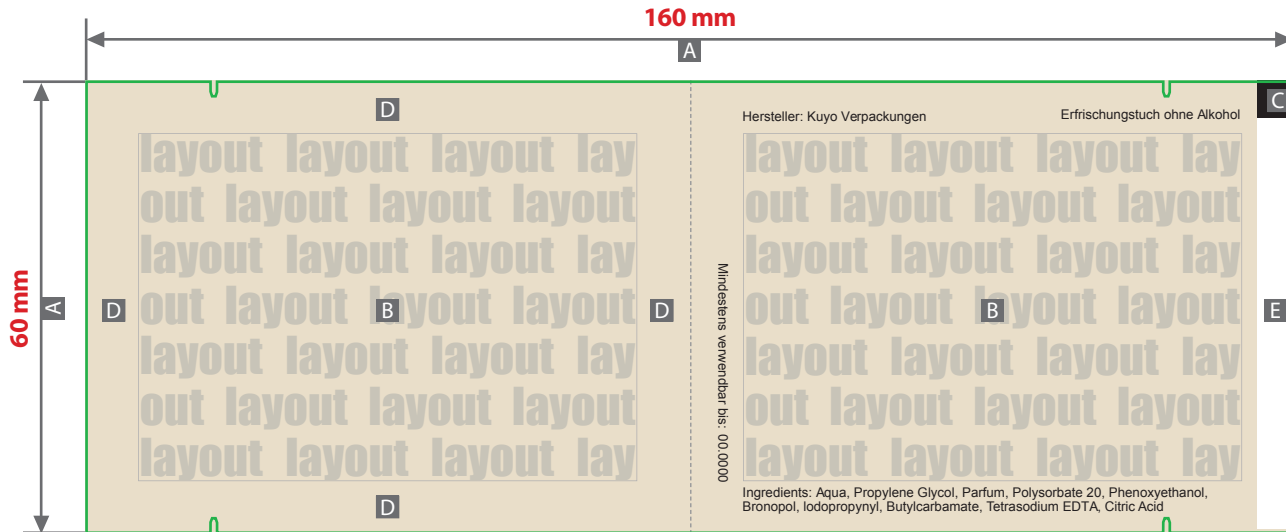 160 mm
A
C
D
Hersteller: Kuyo Verpackungen
Erfrischungstuch ohne Alkohol
layout layout layout lay
out layout layout layout
layout layout layout lay
out layout layout layout
layout layout layout lay
out layout layout layout
layout layout layout lay
60 mm
A
D
B
D
D
Mindestens verwendbar bis: 00.0000
layout layout layout lay
out layout layout layout
layout layout layout lay
out layout layout layout
layout layout layout lay
out layout layout layout
layout layout layout lay
B
E
Ingredients: Aqua, Propylene Glycol, Parfum, Polysorbate 20, Phenoxyethanol,
Bronopol, Iodopropynyl, Butylcarbamate, Tetrasodium EDTA, Citric Acid